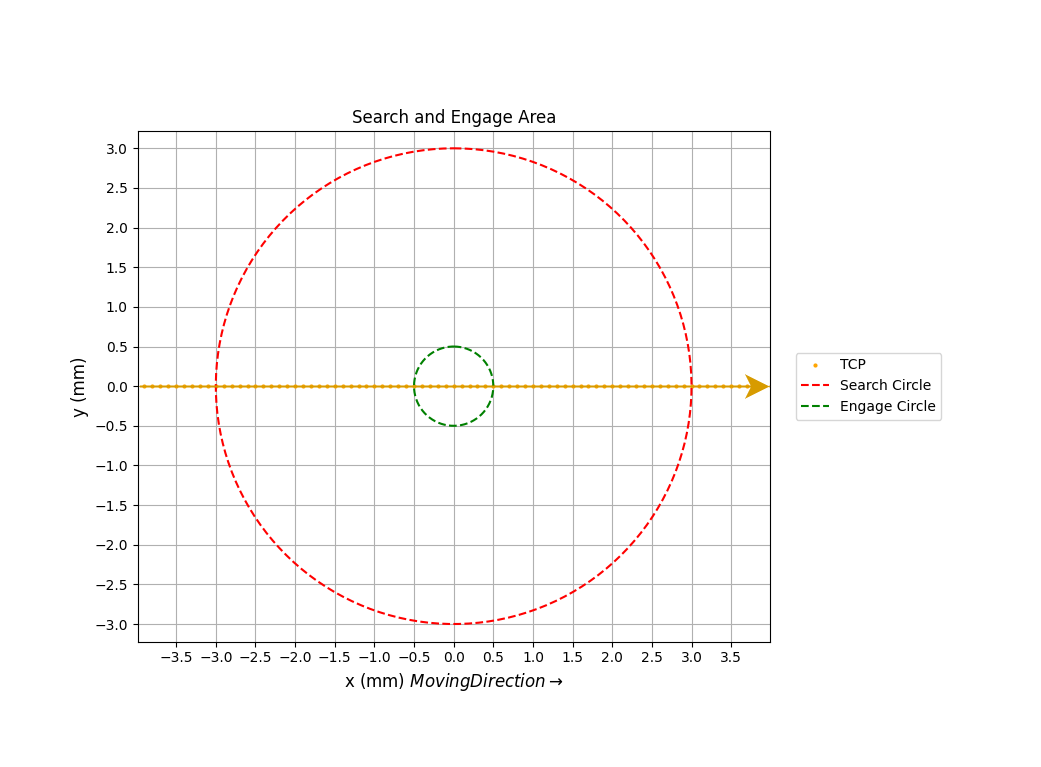 Search and Engage Area
3.0
2.5
2.0
1.5
1.0
0.5
0.0
−0.5
−1.0
−1.5
−2.0
−2.5
−3.0
y (mm)
−3.5 −3.0 −2.5 −2.0 −1.5 −1.0 −0.5 0.0 0.5 1.0 1.5 2.0 2.5 3.0 3.5
x (mm) MovingDirection →
TCP
Search Circle
Engage Circle